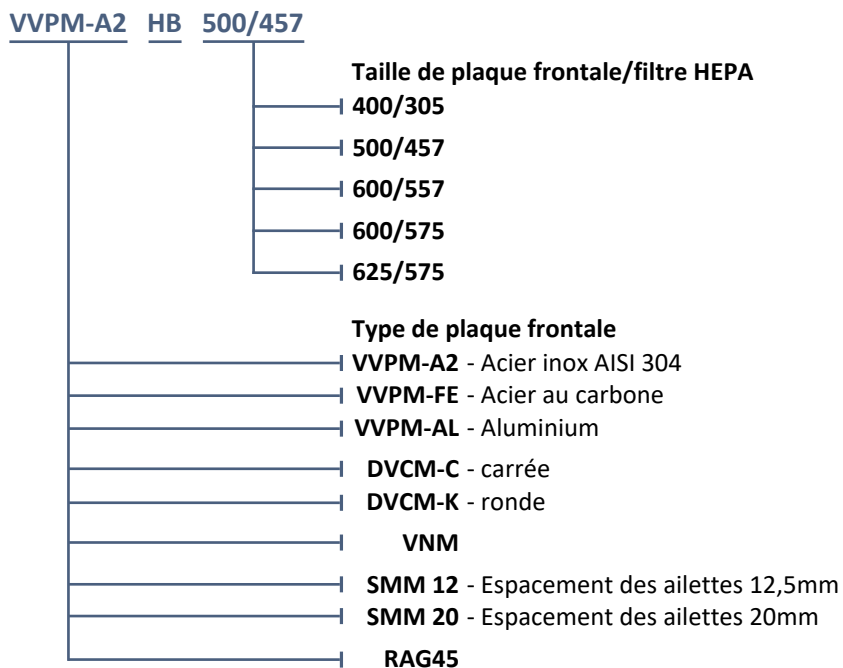 VVPM-A2 HB 500/457
Taille de plaque frontale/filtre HEPA
400/305
500/457
600/557
600/575
625/575
Type de plaque frontale
VVPM-A2 - Acier inox AISI 304
VVPM-FE - Acier au carbone
VVPM-AL - Aluminium
DVCM-C - carrée
DVCM-K - ronde
VNM
SMM 12 - Espacement des ailettes 12,5mm
SMM 20 - Espacement des ailettes 20mm
RAG45